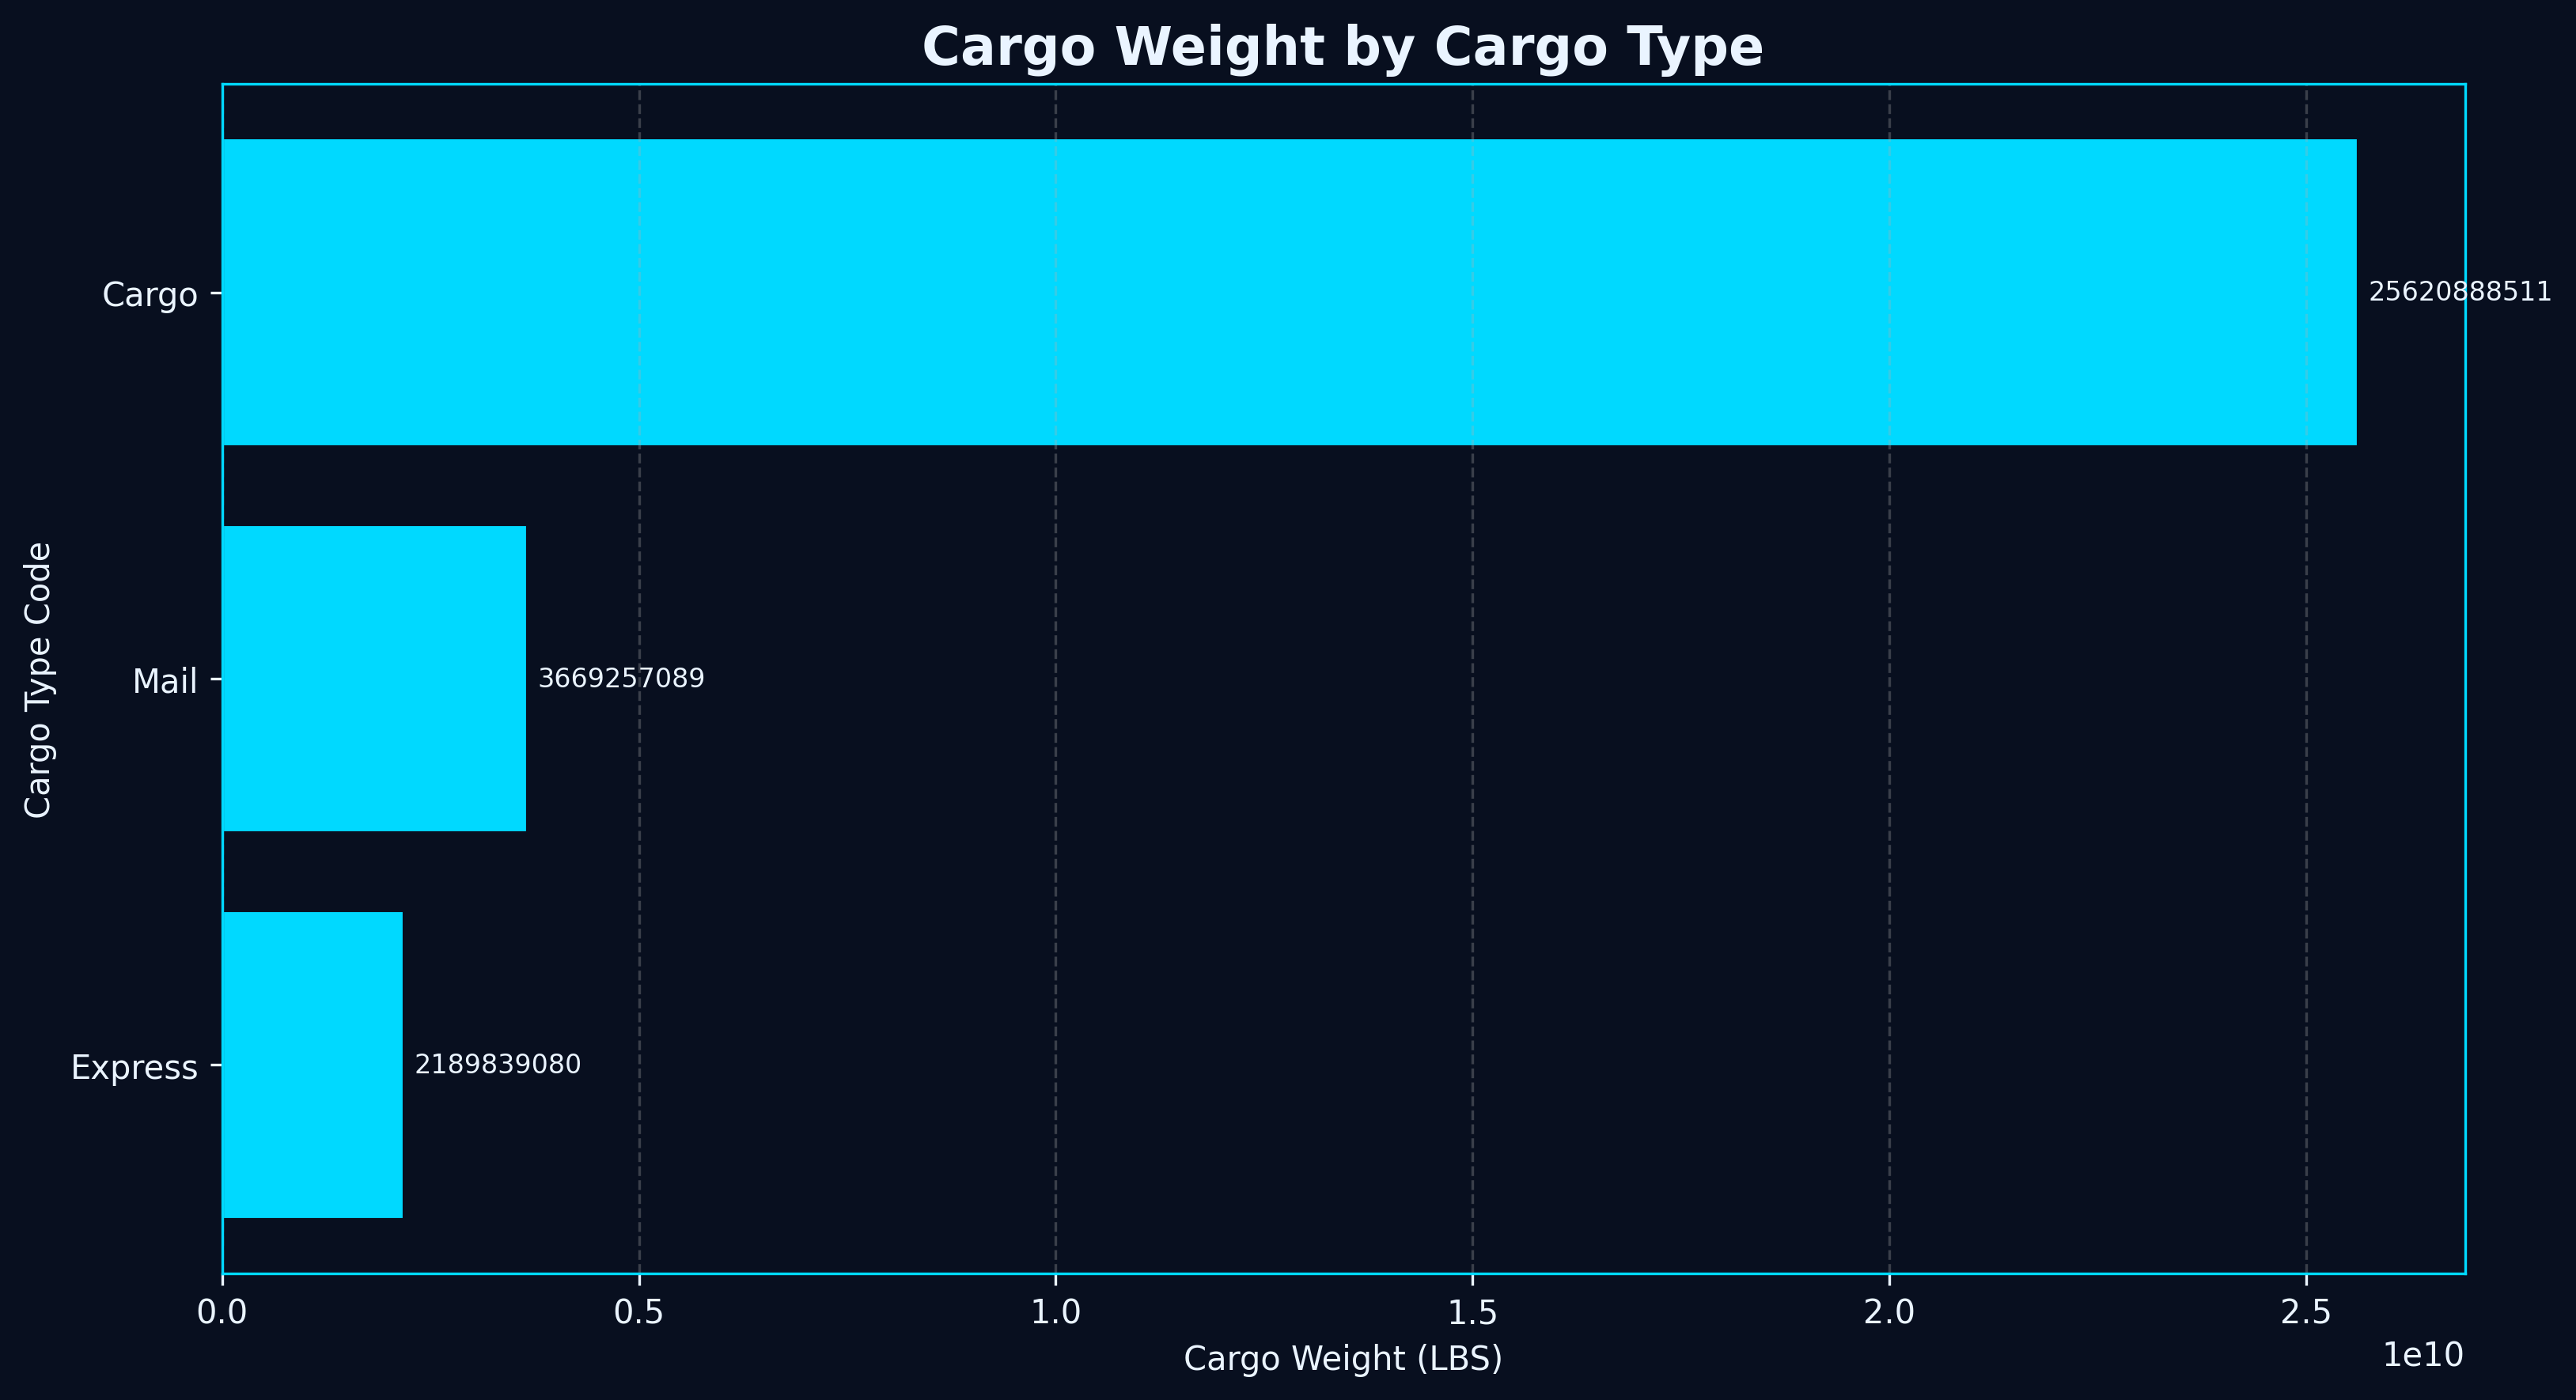 Cargo Weight by Cargo Type
Cargo Type Code
Cargo
25620888511
Mail
3669257089
Express
2189839080
0.0 0.5 1.0 1.5 2.0 2.5
1e10
Cargo Weight (LBS)